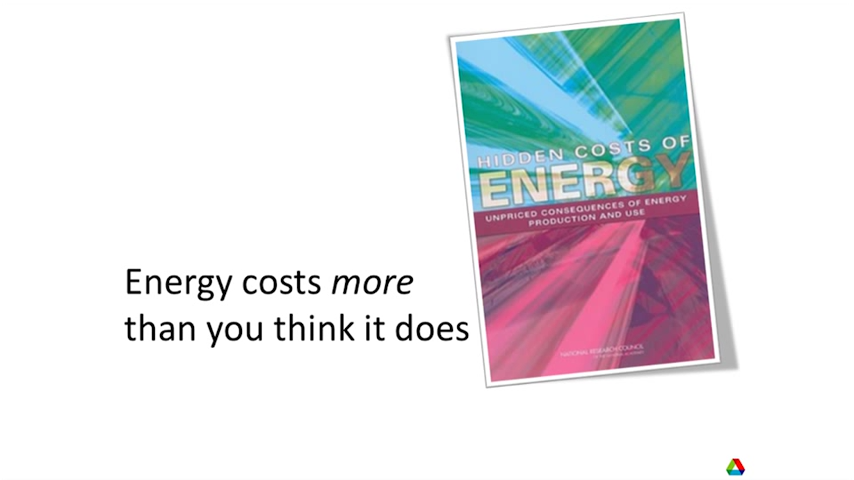 HIDDEN COSTS OF
ENERGY
UNPRICED CONSEQUENCES OF ENERGY
PRODUCTION AND USE
Energy costs more
than you think it does
NATIONAL RESEARCH COUNCIL